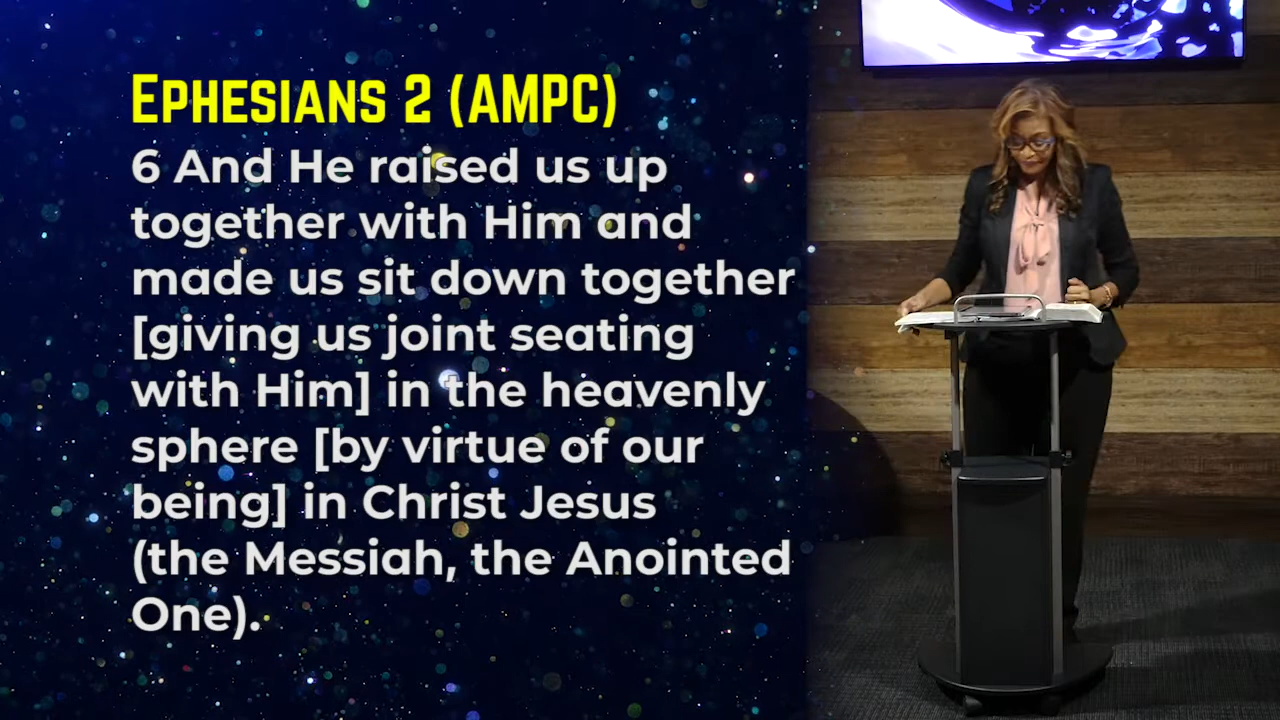 EPHESIANS 2 (AMPC)
6 And He raised us up
together with Him and
made us sit down together
[giving us joint seating
with Him] in the heavenly
sphere [by virtue of our
being] in Christ Jesus
(the Messiah, the Anointed
One).